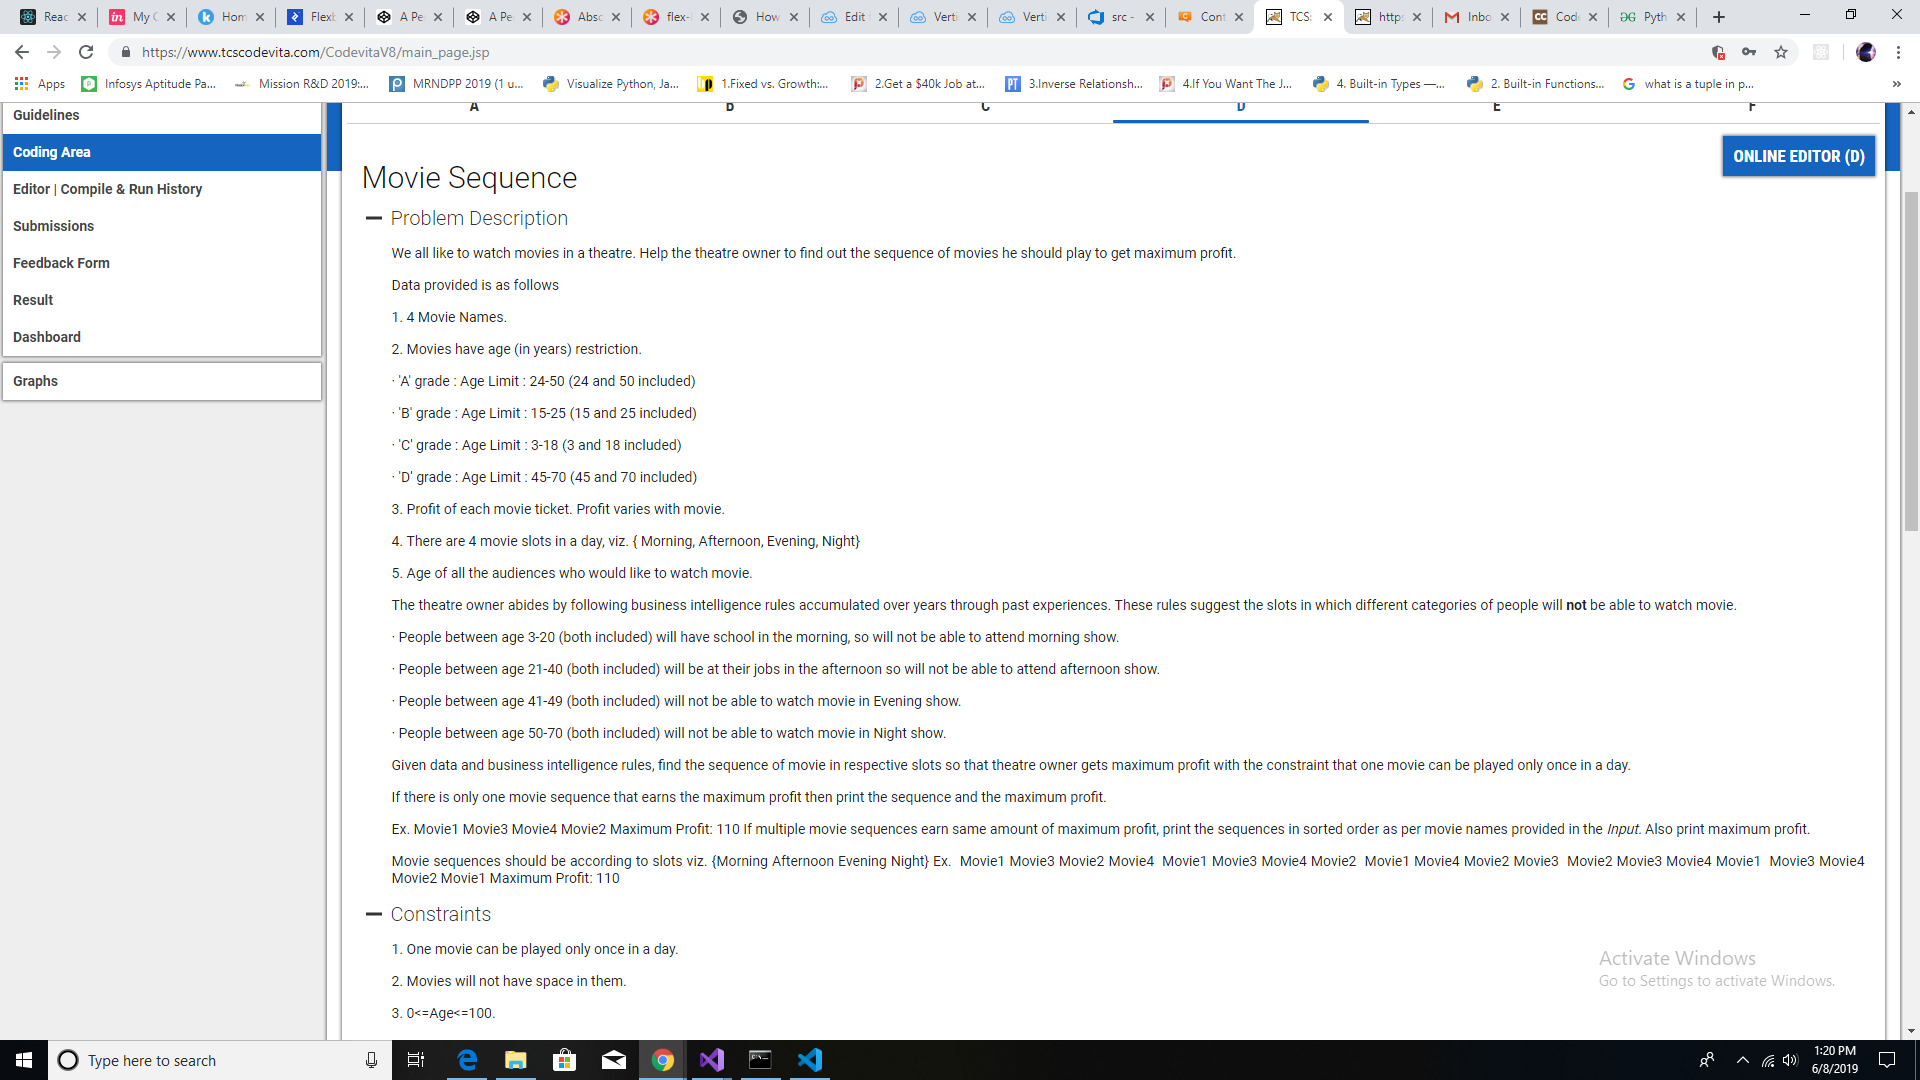 Reac
My C
Hom
Flexb
A Pe
A Pe
Absc
flex-
How
Edit
Verti
Verti
src -
Cont
TCS:
https
Inbo
Code
Pyth
https://www.tcscodevita.com/CodevitaV8/main_page.jsp
Apps
Infosys Aptitude Pa...
Mission R&D 2019:...
MRNDPP 2019 (1 u...
Visualize Python, Ja...
1.Fixed vs. Growth:...
2.Get a $40k Job at...
3.Inverse Relationsh...
4.If You Want The J...
4. Built-in Types —...
2. Built-in Functions...
what is a tuple in p...
»
Guidelines
Coding Area
Editor | Compile & Run History
Submissions
Feedback Form
Result
Dashboard
Graphs
A B C D E F
ONLINE EDITOR (D)
Movie Sequence
Problem Description
We all like to watch movies in a theatre. Help the theatre owner to find out the sequence of movies he should play to get maximum profit.
Data provided is as follows
1. 4 Movie Names.
2. Movies have age (in years) restriction.
· 'A' grade : Age Limit : 24-50 (24 and 50 included)
· 'B' grade : Age Limit : 15-25 (15 and 25 included)
· 'C' grade : Age Limit : 3-18 (3 and 18 included)
· 'D' grade : Age Limit : 45-70 (45 and 70 included)
3. Profit of each movie ticket. Profit varies with movie.
4. There are 4 movie slots in a day, viz. { Morning, Afternoon, Evening, Night}
5. Age of all the audiences who would like to watch movie.
The theatre owner abides by following business intelligence rules accumulated over years through past experiences. These rules suggest the slots in which different categories of people will not be able to watch movie.
· People between age 3-20 (both included) will have school in the morning, so will not be able to attend morning show.
· People between age 21-40 (both included) will be at their jobs in the afternoon so will not be able to attend afternoon show.
· People between age 41-49 (both included) will not be able to watch movie in Evening show.
· People between age 50-70 (both included) will not be able to watch movie in Night show.
Given data and business intelligence rules, find the sequence of movie in respective slots so that theatre owner gets maximum profit with the constraint that one movie can be played only once in a day.
If there is only one movie sequence that earns the maximum profit then print the sequence and the maximum profit.
Ex. Movie1 Movie3 Movie4 Movie2 Maximum Profit: 110 If multiple movie sequences earn same amount of maximum profit, print the sequences in sorted order as per movie names provided in the Input. Also print maximum profit.
Movie sequences should be according to slots viz. {Morning Afternoon Evening Night} Ex. Movie1 Movie3 Movie2 Movie4 Movie1 Movie3 Movie4 Movie2 Movie1 Movie4 Movie2 Movie3 Movie2 Movie3 Movie4 Movie1 Movie3 Movie4
Movie2 Movie1 Maximum Profit: 110
Constraints
1. One movie can be played only once in a day.
2. Movies will not have space in them.
3. 0<=Age<=100.
Activate Windows
Go to Settings to activate Windows.
Type here to search
1:20 PM
6/8/2019